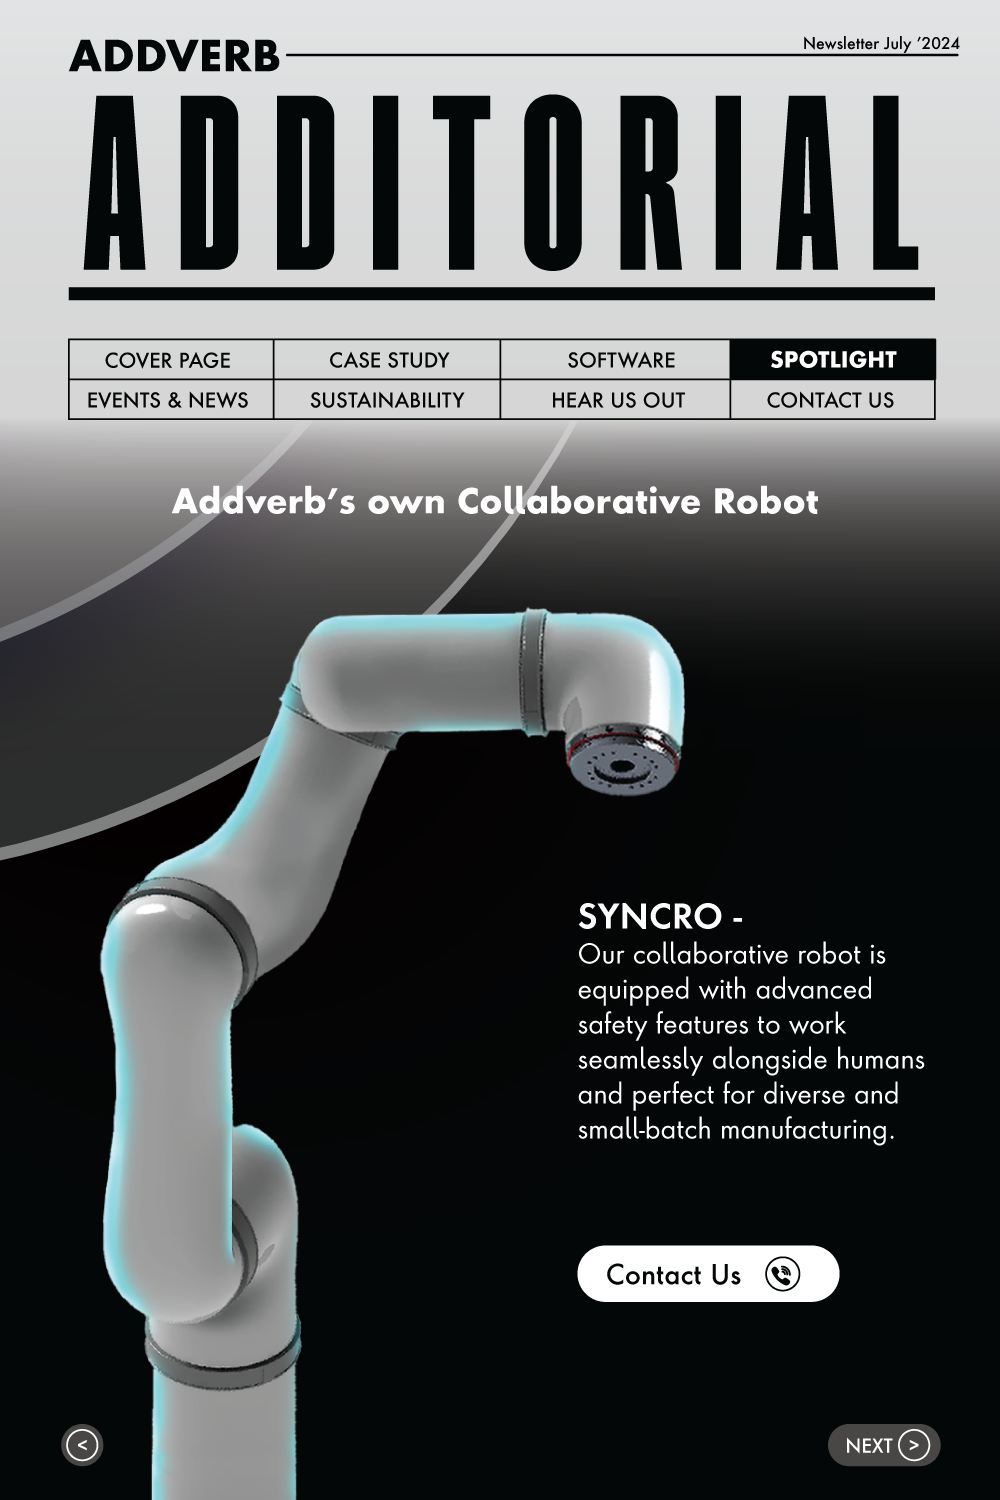 ADDVERB
Newsletter July ’2024
ADDITORIAL
COVER PAGE
CASE STUDY
SOFTWARE
SPOTLIGHT
EVENTS & NEWS
SUSTAINABILITY
HEAR US OUT
CONTACT US
Addverb’s own Collaborative Robot
SYNCRO -
Our collaborative robot is
equipped with advanced
safety features to work
seamlessly alongside humans
and perfect for diverse and
small-batch manufacturing.
Contact Us
<
NEXT >